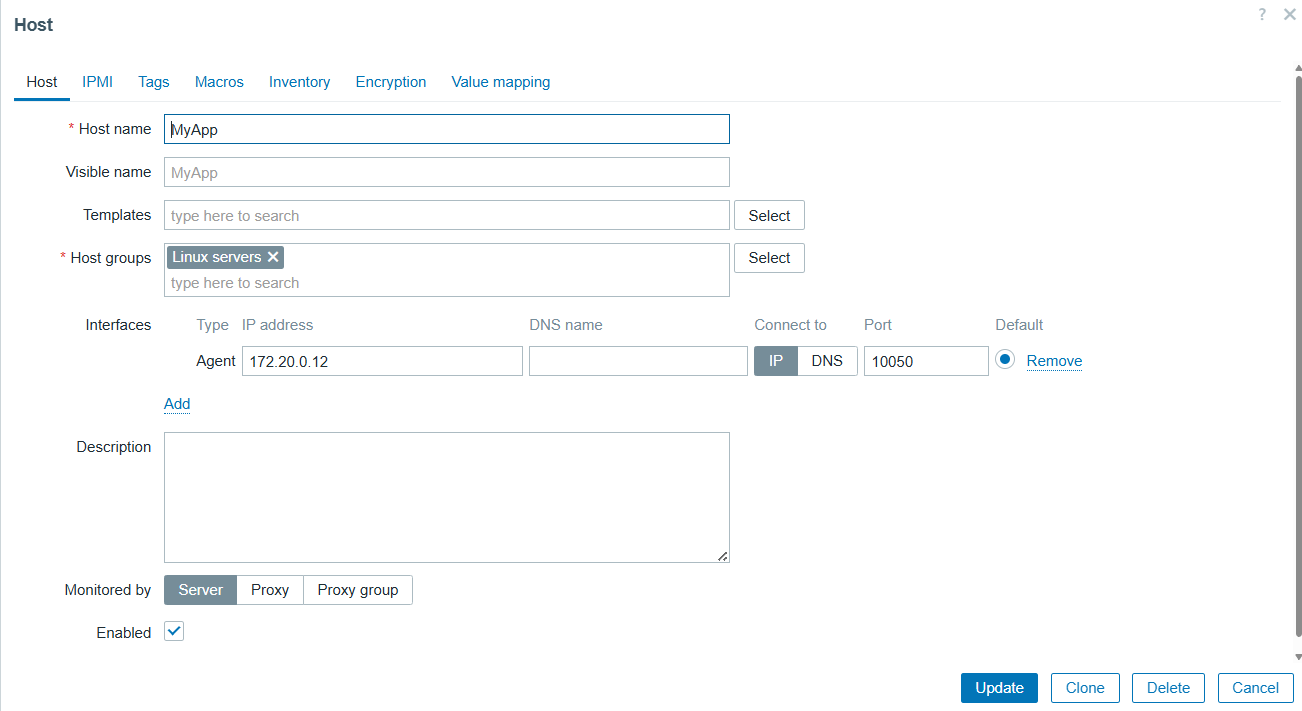 Host
?
Host IPMI Tags Macros Inventory Encryption Value mapping
* Host name MyApp
Visible name MyApp
Templates type here to search Select
* Host groups Linux servers Select
type here to search
Interfaces Type IP address DNS name Connect to Port Default
Agent 172.20.0.12 IP DNS 10050 Remove
Add
Description
Monitored by Server Proxy Proxy group
Enabled
Update Clone Delete Cancel